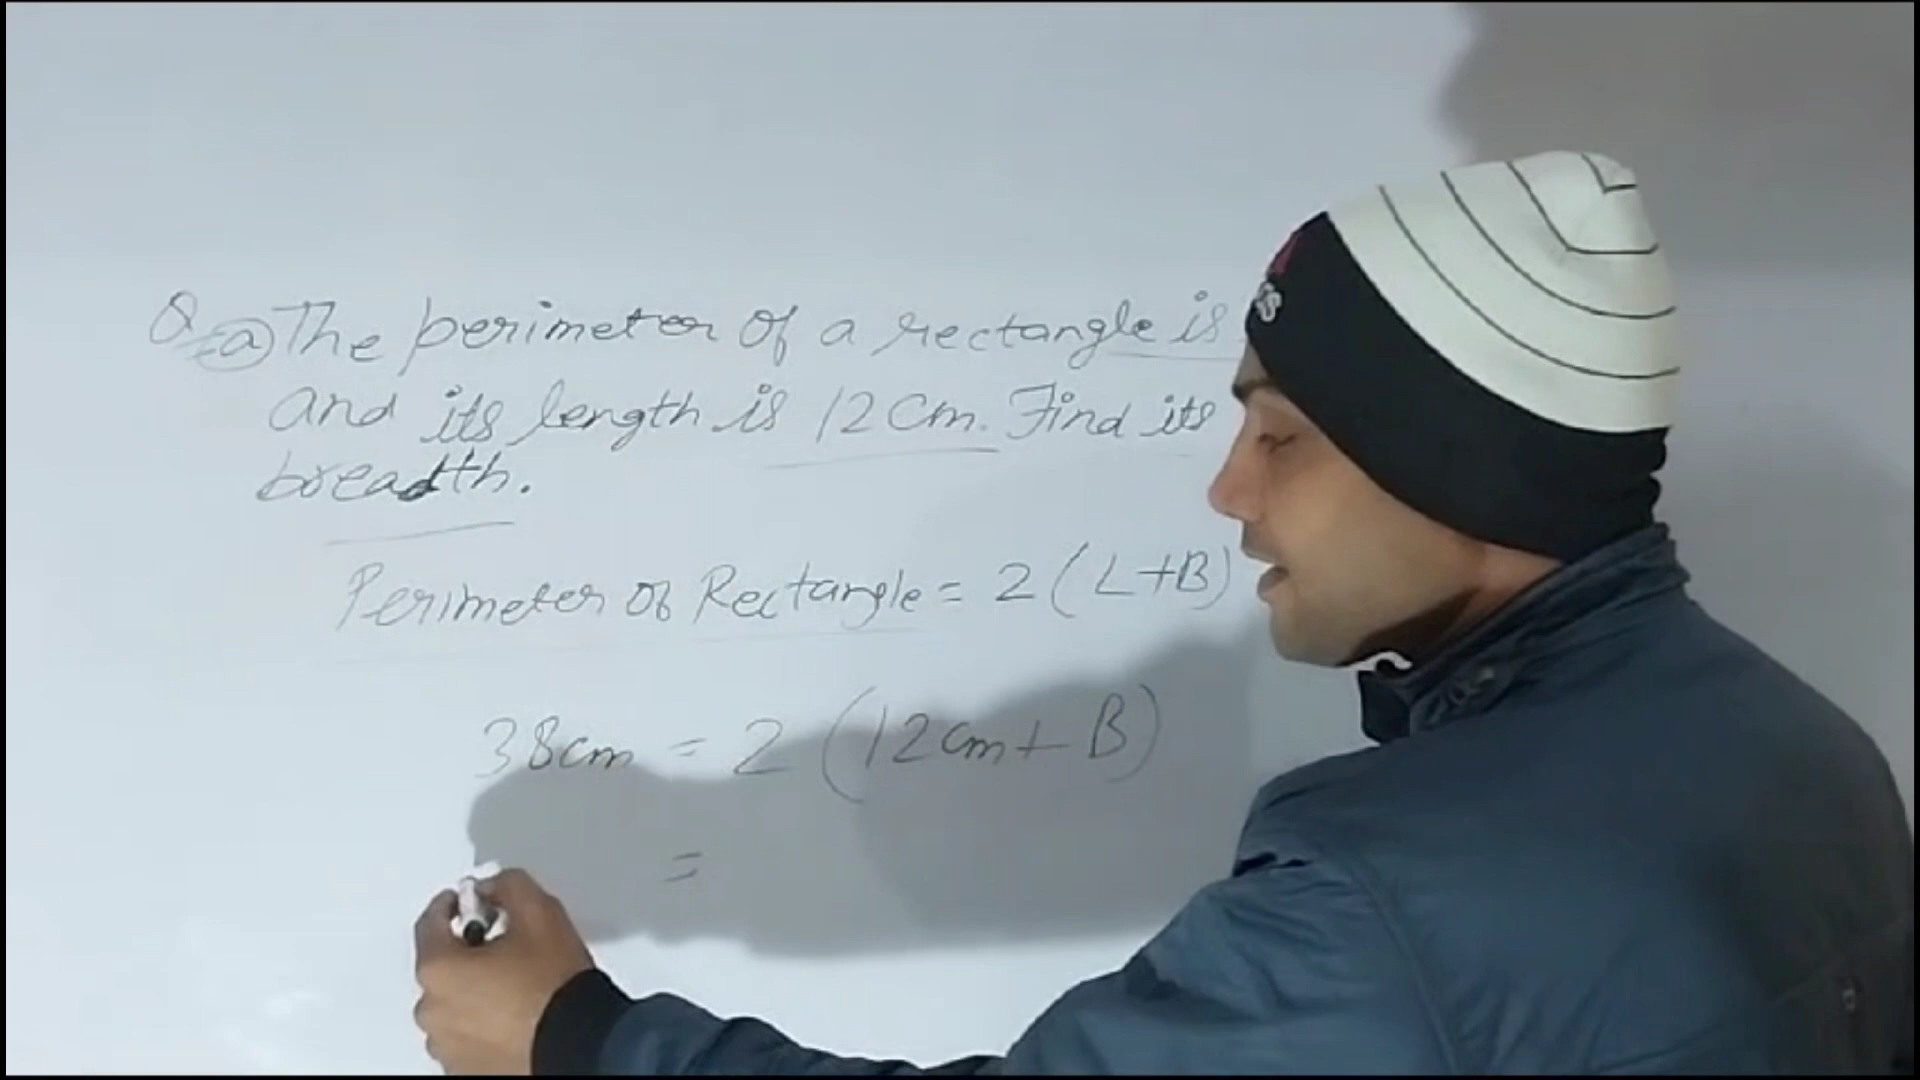 Q. (a) The perimeter of a rectangle is
and its length is 12 cm. Find its
breadth.
Perimeter of Rectangle = 2 (L+B)
38cm = 2 (12cm + B)
=